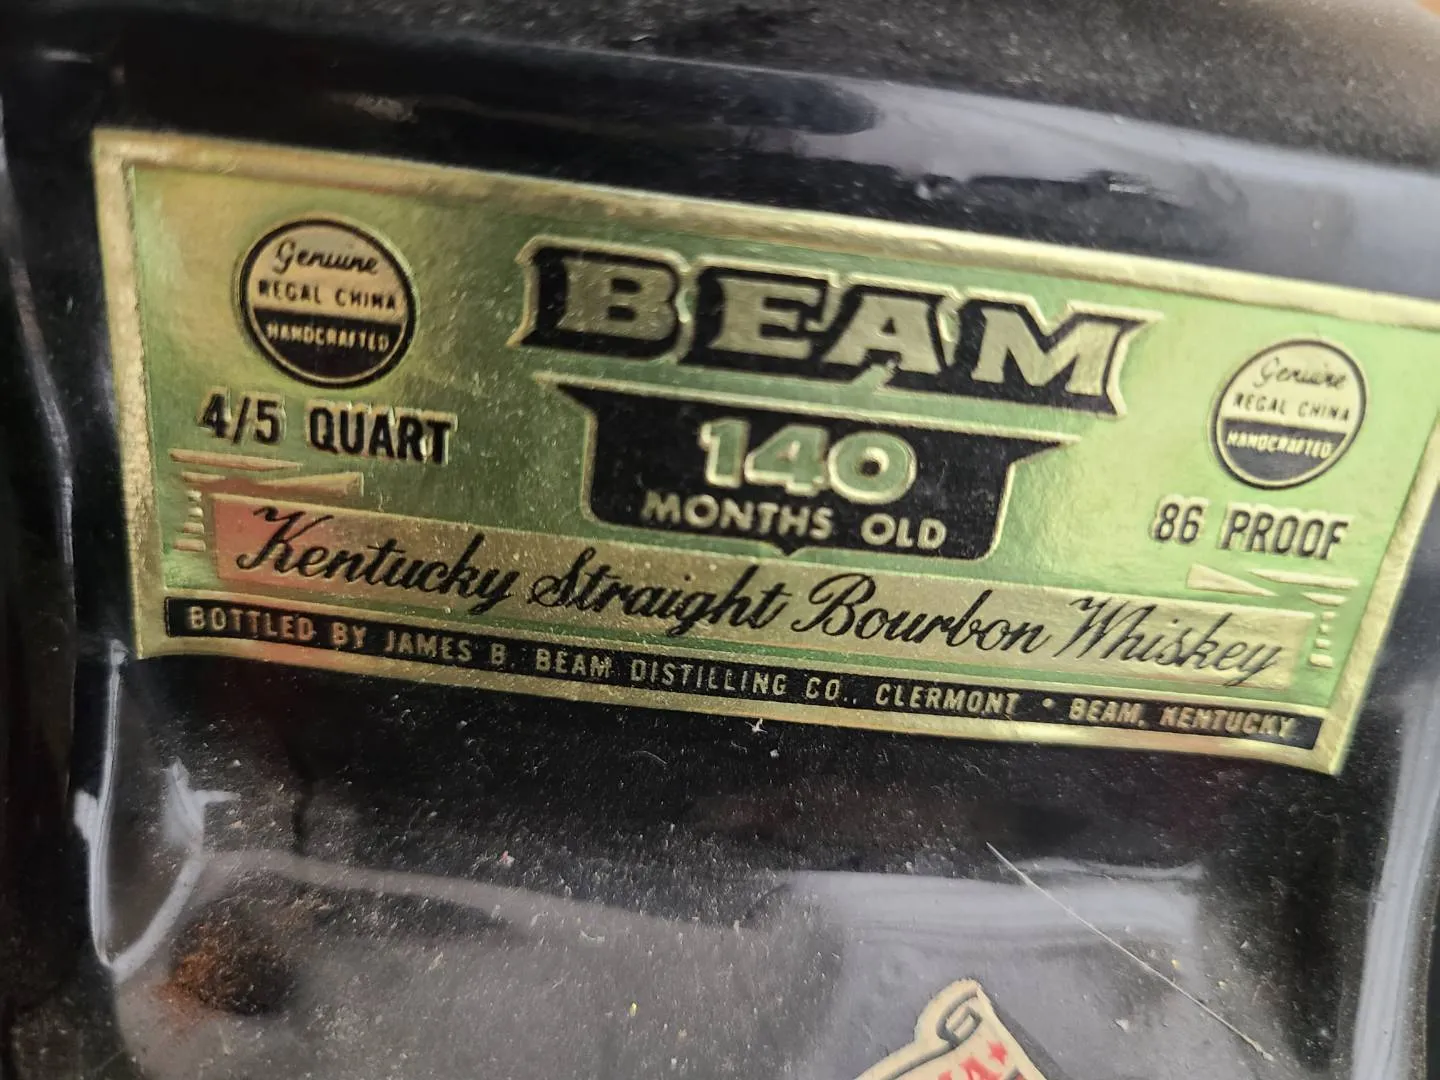 Genuine
REGAL CHINA
HANDCRAFTED
4/5 QUART
BEAM
140
MONTHS OLD
Genuine
REGAL CHINA
HANDCRAFTED
86 PROOF
Kentucky Straight Bourbon Whiskey
BOTTLED BY JAMES B. BEAM DISTILLING CO., CLERMONT • BEAM, KENTUCKY